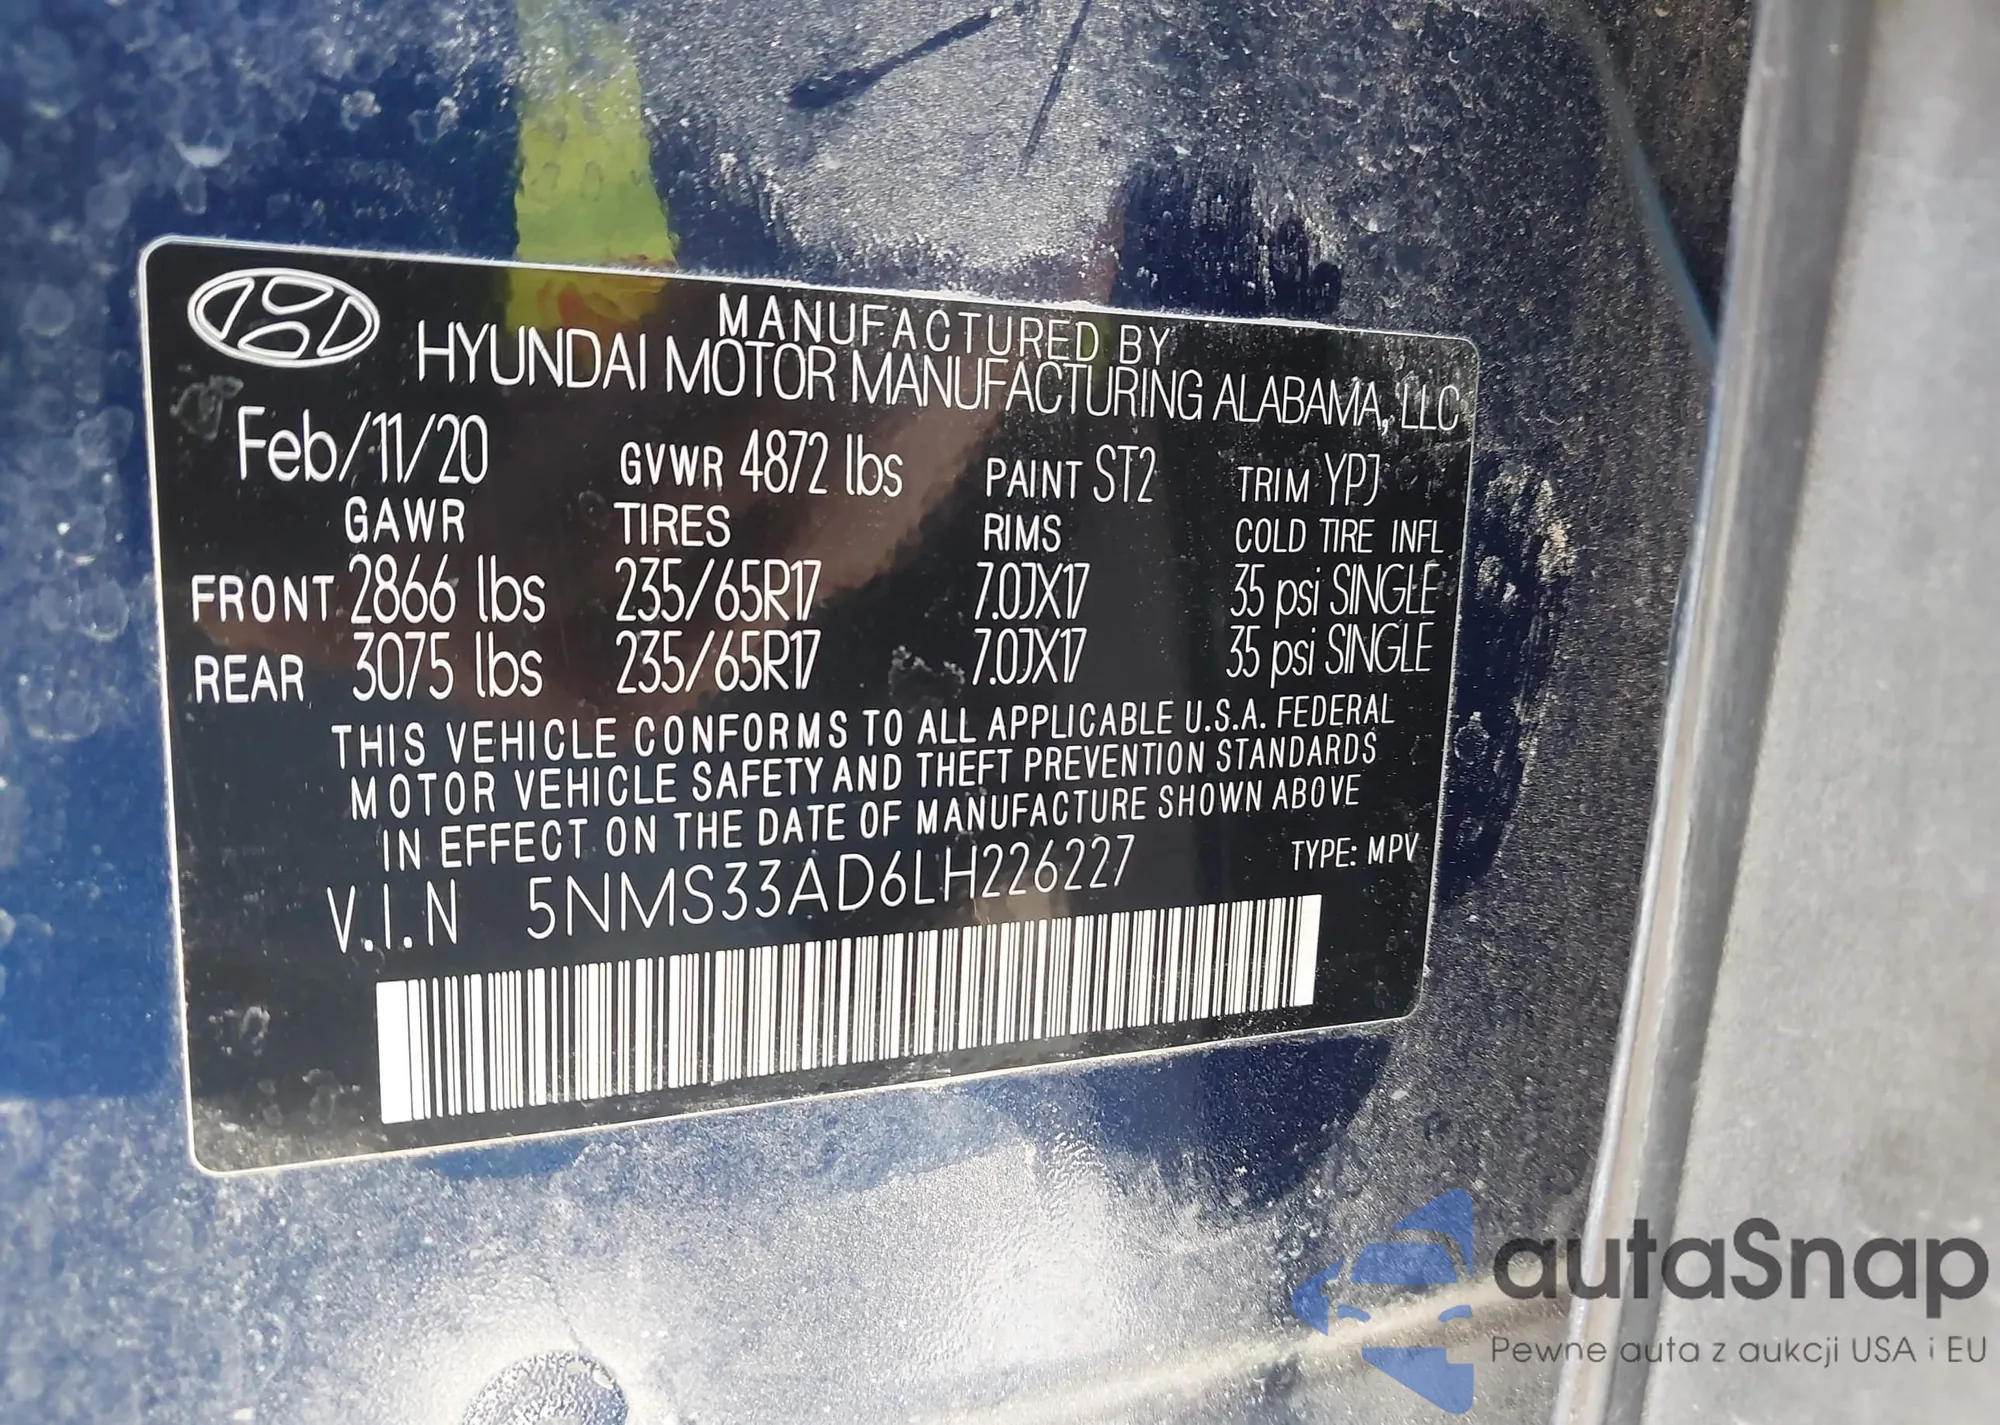 MANUFACTURED BY
HYUNDAI MOTOR MANUFACTURING ALABAMA, LLC
Feb/11/20 GVWR 4872 lbs PAINT ST2 TRIM YPJ
GAWR TIRES RIMS COLD TIRE INFL
FRONT 2866 lbs 235/65R17 7.0JX17 35 psi SINGLE
REAR 3075 lbs 235/65R17 7.0JX17 35 psi SINGLE
THIS VEHICLE CONFORMS TO ALL APPLICABLE U.S.A. FEDERAL
MOTOR VEHICLE SAFETY AND THEFT PREVENTION STANDARDS
IN EFFECT ON THE DATE OF MANUFACTURE SHOWN ABOVE
V.I.N 5NMS33AD6LH226227 TYPE: MPV
autaSnap
Pewne auta z aukcji USA i EU